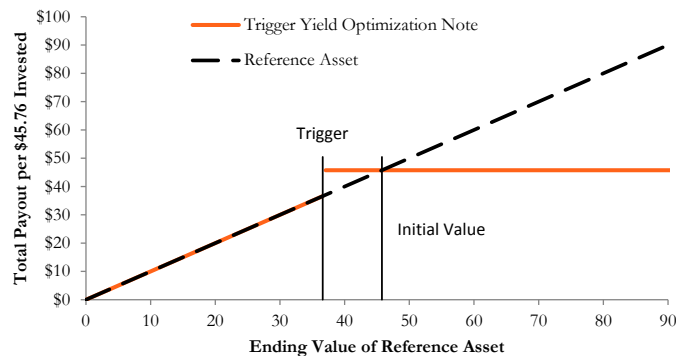 Total Payout per $45.76 Invested
$100
$90
$80
$70
$60
$50
$40
$30
$20
$10
$0
Trigger Yield Optimization Note
Reference Asset
Trigger
Initial Value
0 10 20 30 40 50 60 70 80 90
Ending Value of Reference Asset